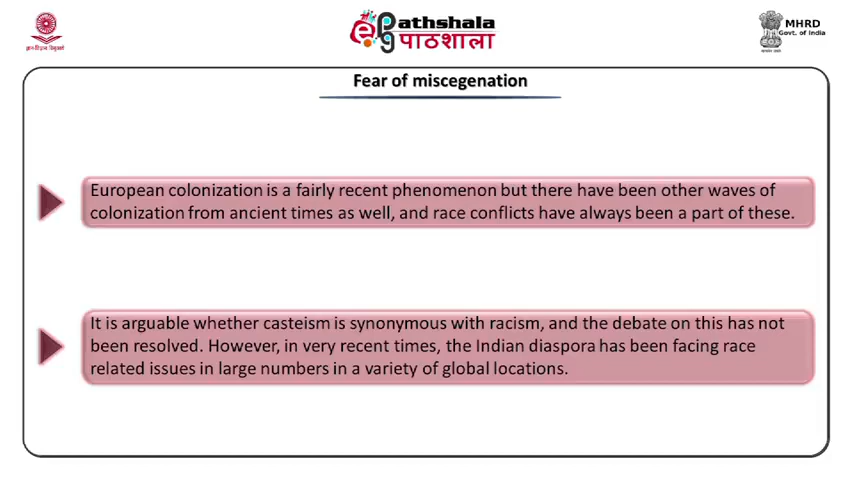 Pathshala
पाठशाला
MHRD
Govt. of India
Fear of miscegenation
European colonization is a fairly recent phenomenon but there have been other waves of
colonization from ancient times as well, and race conflicts have always been a part of these.
It is arguable whether casteism is synonymous with racism, and the debate on this has not
been resolved. However, in very recent times, the Indian diaspora has been facing race
related issues in large numbers in a variety of global locations.